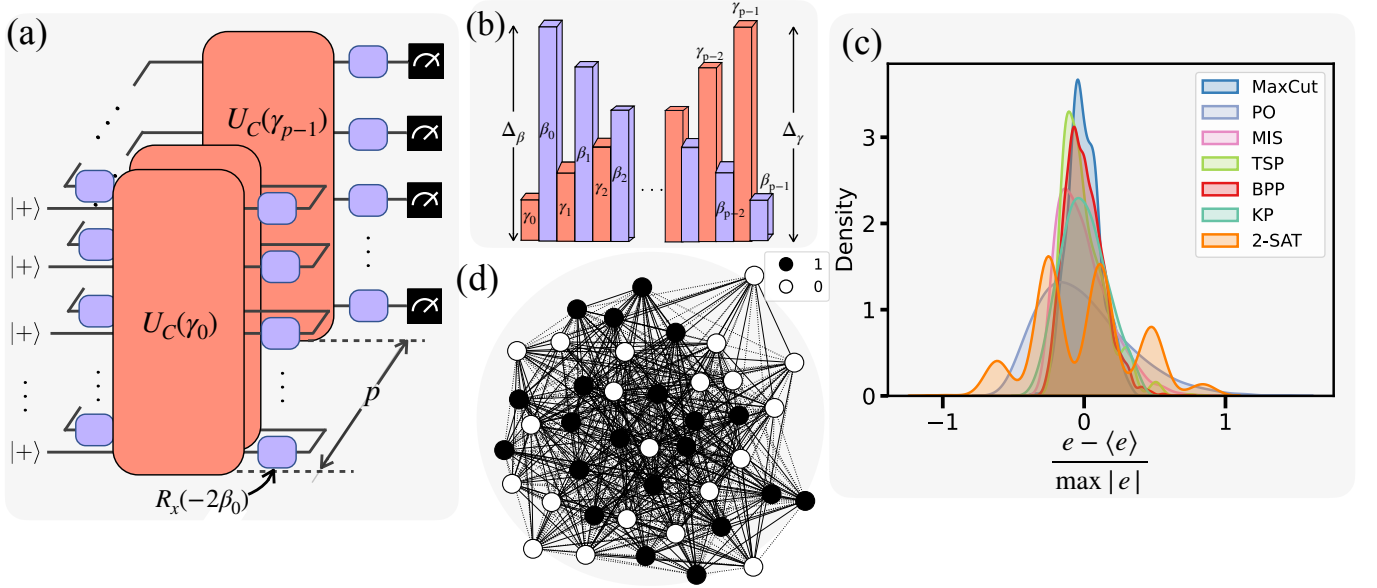 (a)
U_C(γ_{p−1})
|+⟩
|+⟩
|+⟩
|+⟩
U_C(γ_0)
p
R_x(−2β_0)
(b)
Δ_β
γ_0
β_0
γ_1
β_1
γ_2
β_2
...
γ_{p−2}
β_{p−2}
γ_{p−1}
β_{p−1}
Δ_γ
(c)
Density
3
2
1
0
−1
0
1
e − ⟨e⟩
max |e|
MaxCut
PO
MIS
TSP
BPP
KP
2-SAT
(d)
1
0